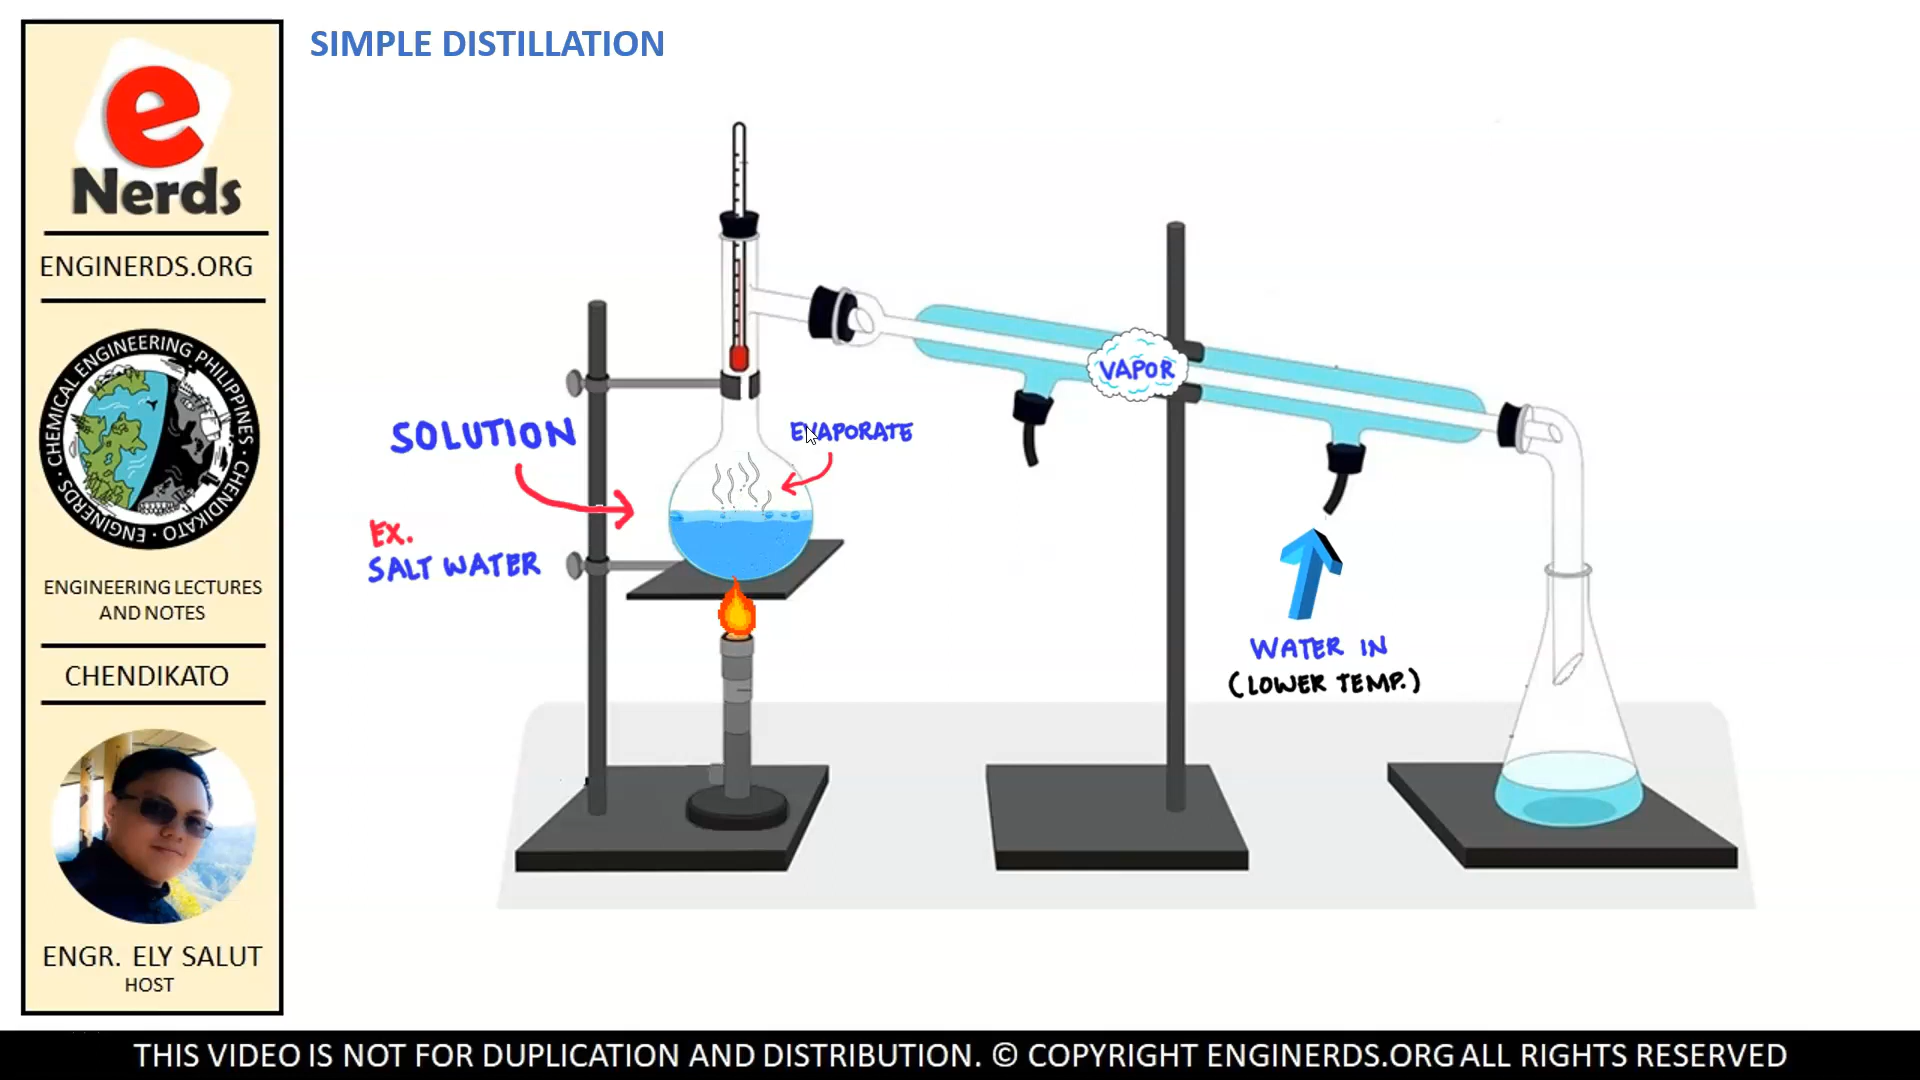 SIMPLE DISTILLATION
e
Nerds
ENGINERDS.ORG
CHEMICAL ENGINEERING PHILIPPINES · CHENDIKATO · ENGINERDS ·
ENGINEERING LECTURES
AND NOTES
CHENDIKATO
ENGR. ELY SALUT
HOST
VAPOR
SOLUTION
EVAPORATE
EX.
SALT WATER
WATER IN
(LOWER TEMP.)
THIS VIDEO IS NOT FOR DUPLICATION AND DISTRIBUTION. © COPYRIGHT ENGINERDS.ORG ALL RIGHTS RESERVED